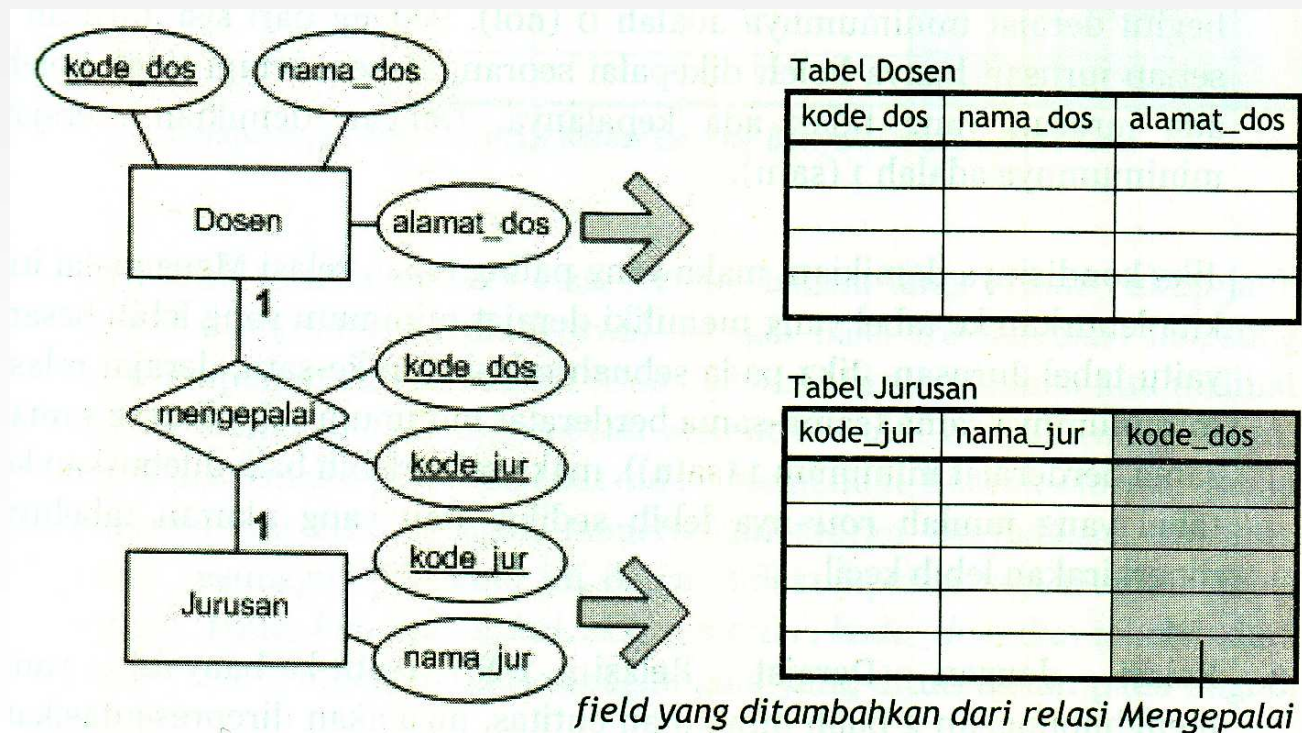 kode_dos
nama_dos
Dosen
alamat_dos
1
mengepalai
kode_dos
kode_jur
1
Jurusan
kode_jur
nama_jur
Tabel Dosen
kode_dos nama_dos alamat_dos
Tabel Jurusan
kode_jur nama_jur kode_dos
field yang ditambahkan dari relasi Mengepalai